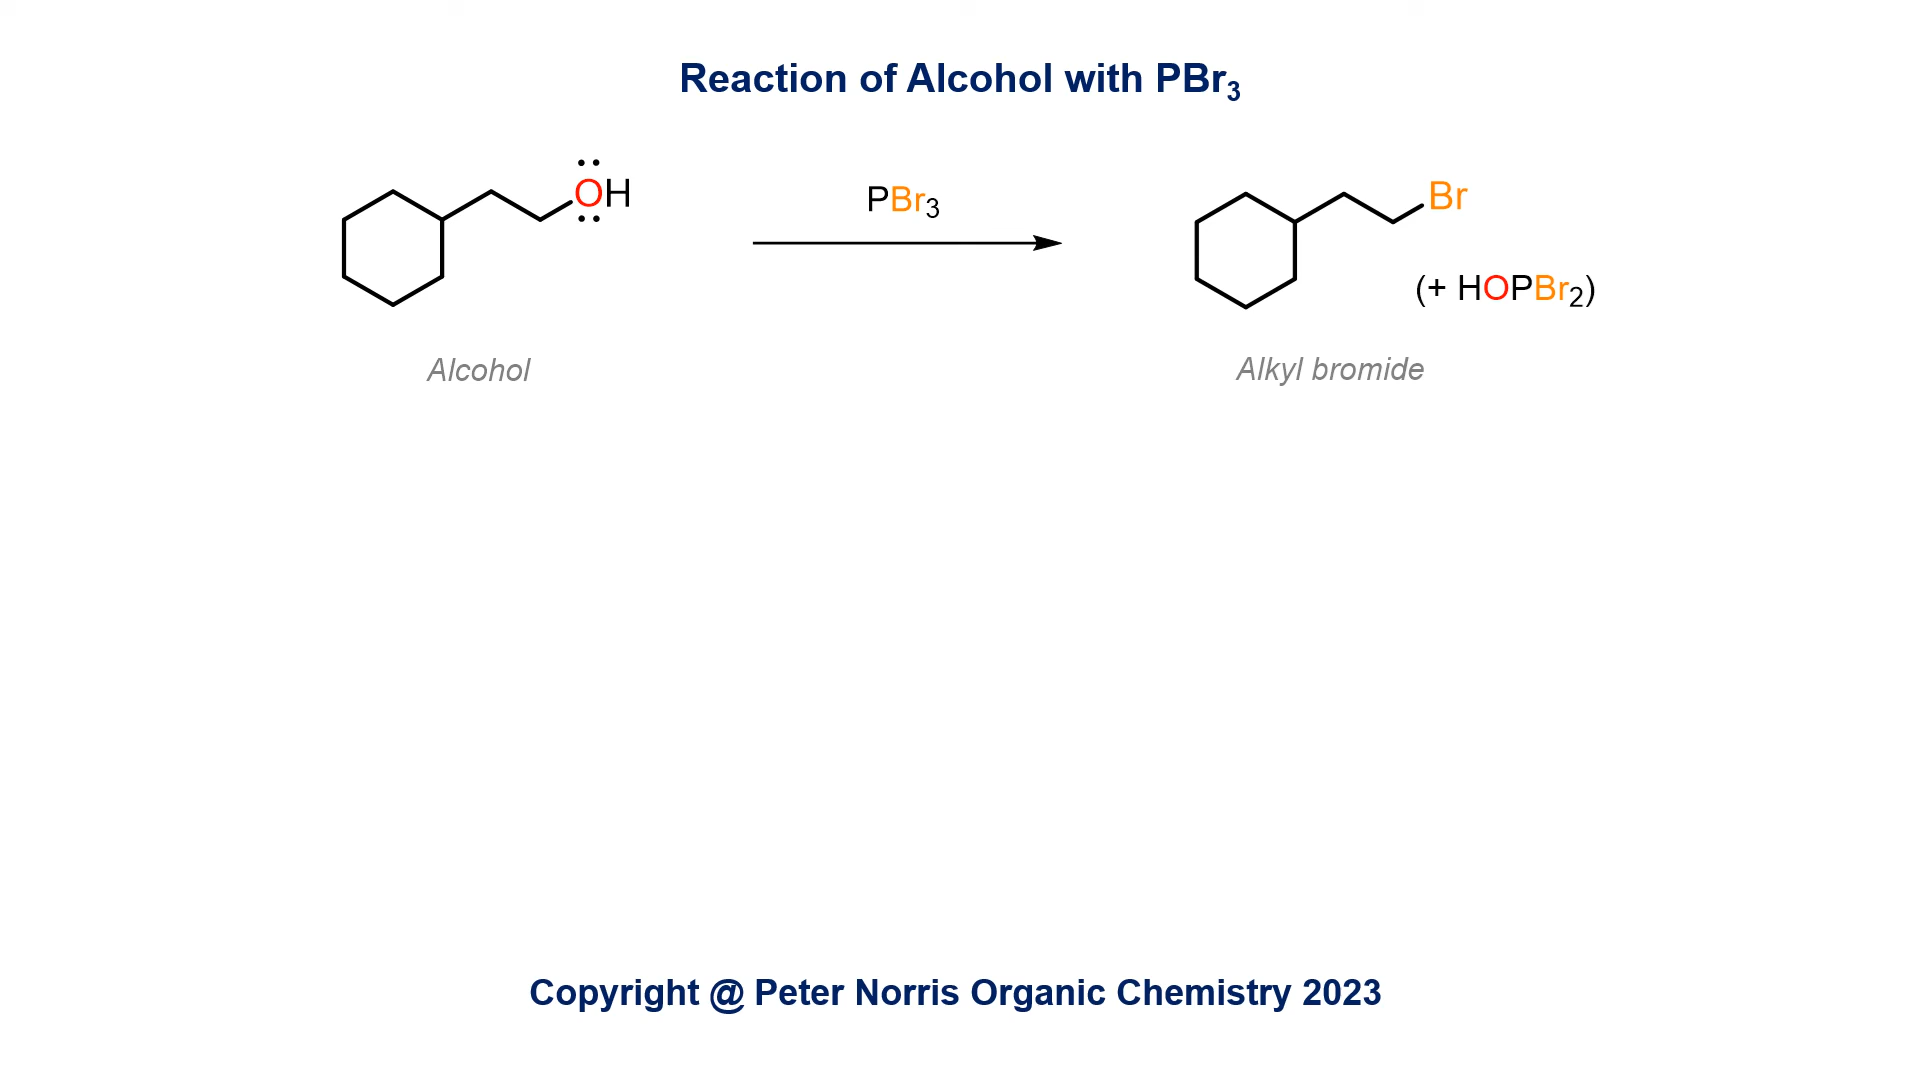 Reaction of Alcohol with PBr₃
OH
PBr₃
Br
(+ HOPBr₂)
Alcohol
Alkyl bromide
Copyright @ Peter Norris Organic Chemistry 2023